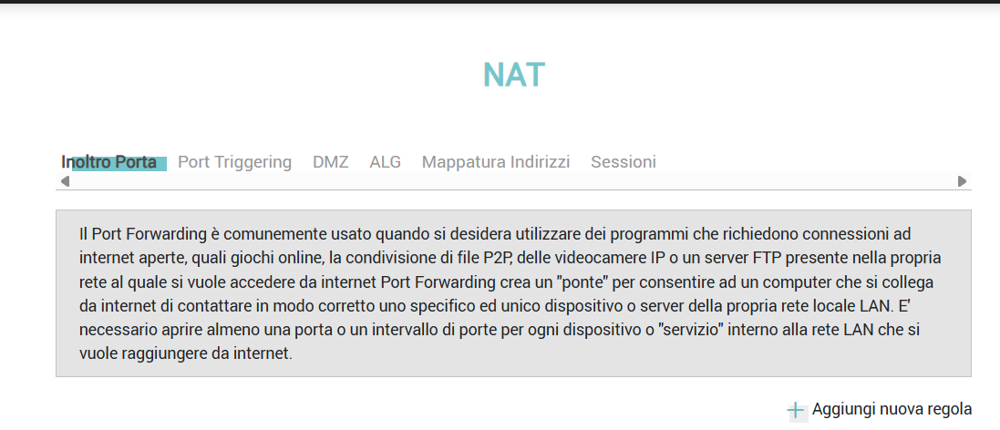 NAT
Inoltro Porta Port Triggering DMZ ALG Mappatura Indirizzi Sessioni
Il Port Forwarding è comunemente usato quando si desidera utilizzare dei programmi che richiedono connessioni ad
internet aperte, quali giochi online, la condivisione di file P2P, delle videocamere IP o un server FTP presente nella propria
rete al quale si vuole accedere da internet Port Forwarding crea un "ponte" per consentire ad un computer che si collega
da internet di contattare in modo corretto uno specifico ed unico dispositivo o server della propria rete locale LAN. E'
necessario aprire almeno una porta o un intervallo di porte per ogni dispositivo o "servizio" interno alla rete LAN che si
vuole raggiungere da internet.
Aggiungi nuova regola